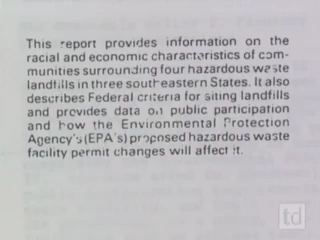 This report provides information on the
racial and economic characteristics of com-
munities surrounding four hazardous waste
landfills in three southeastern States. It also
describes Federal criteria for siting landfills
and provides data on public participation
and how the Environmental Protection
Agency's (EPA's) proposed hazardous waste
facility permit changes will affect it.
td